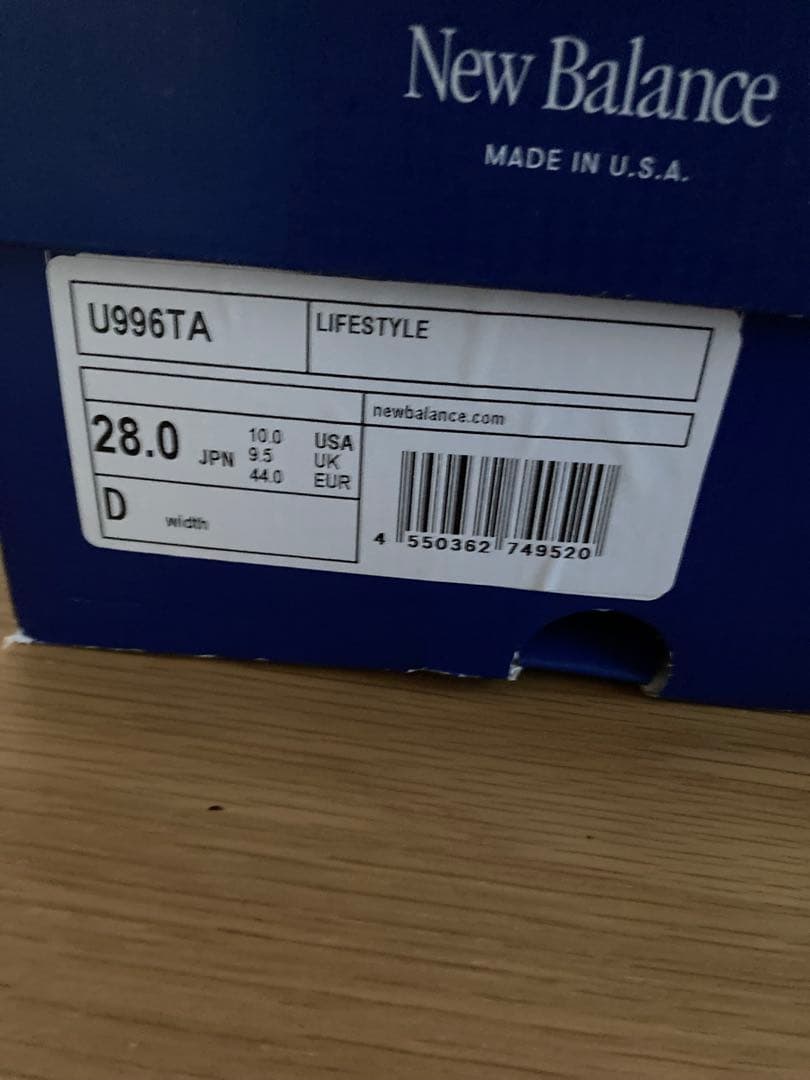 New Balance
MADE IN U.S.A.
U996TA
LIFESTYLE
newbalance.com
28.0 JPN
10.0 USA
9.5 UK
44.0 EUR
D width
4 550362 749520